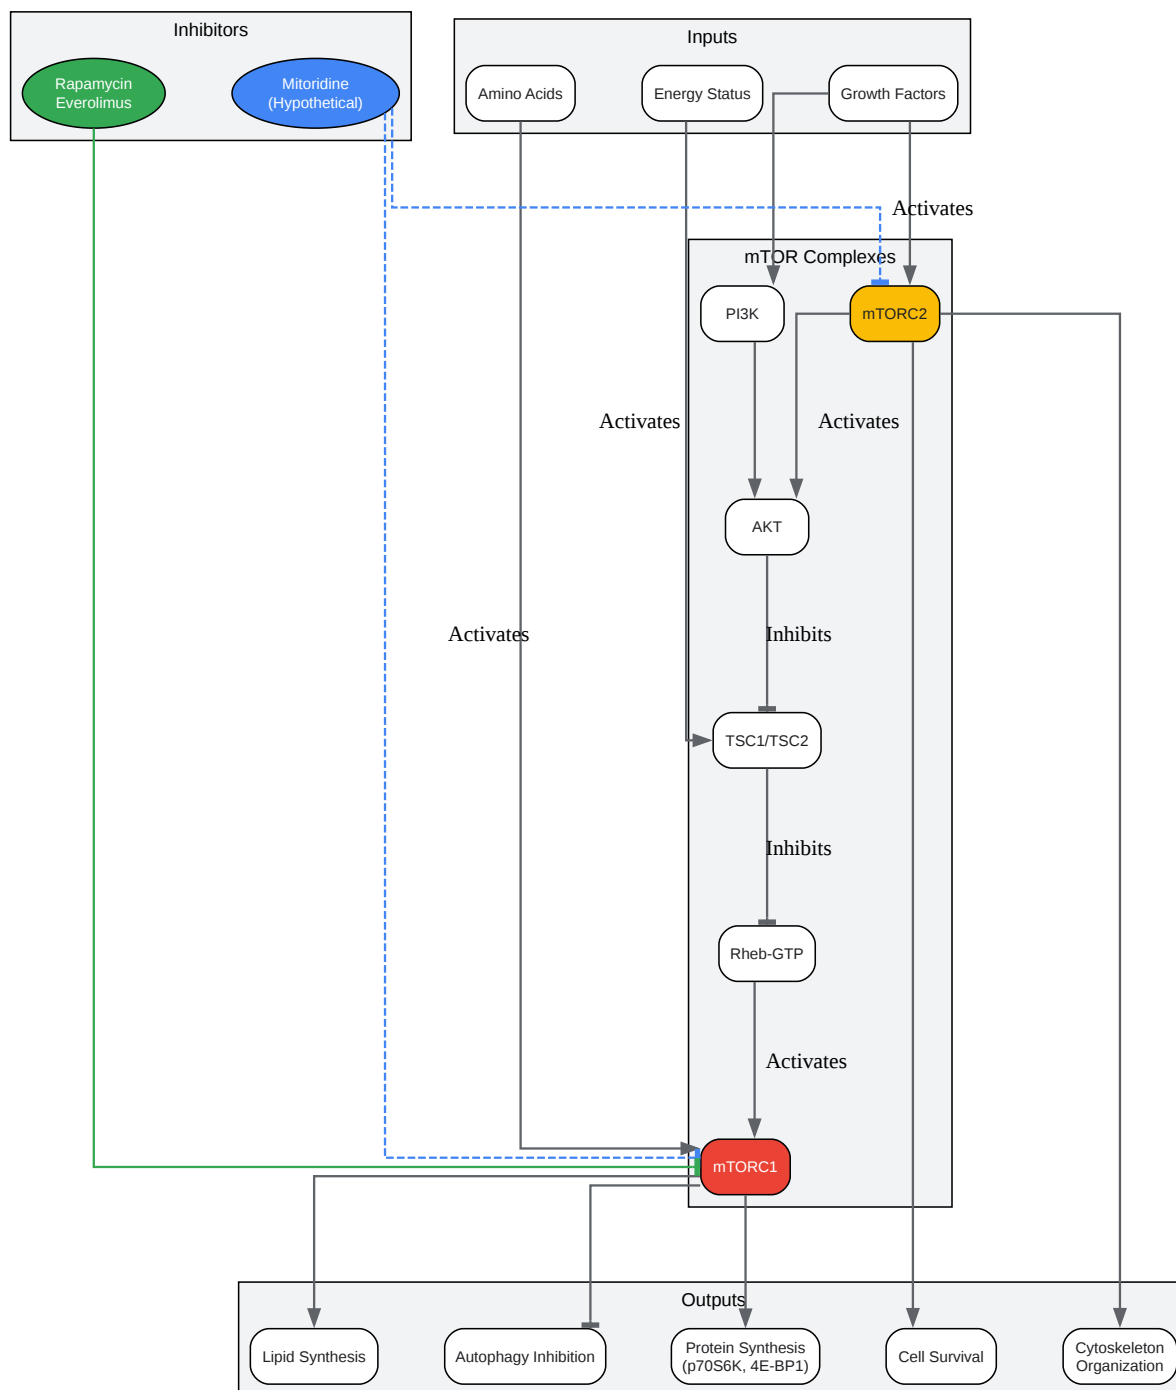 Inhibitors
Inputs
Rapamycin
Everolimus
Mitoridine
(Hypothetical)
Amino Acids
Energy Status
Growth Factors
Activates
mTOR Complexes
PI3K
mTORC2
Activates
Activates
AKT
Activates
Inhibits
TSC1/TSC2
Inhibits
Rheb-GTP
Activates
mTORC1
Outputs
Lipid Synthesis
Autophagy Inhibition
Protein Synthesis
(p70S6K, 4E-BP1)
Cell Survival
Cytoskeleton
Organization